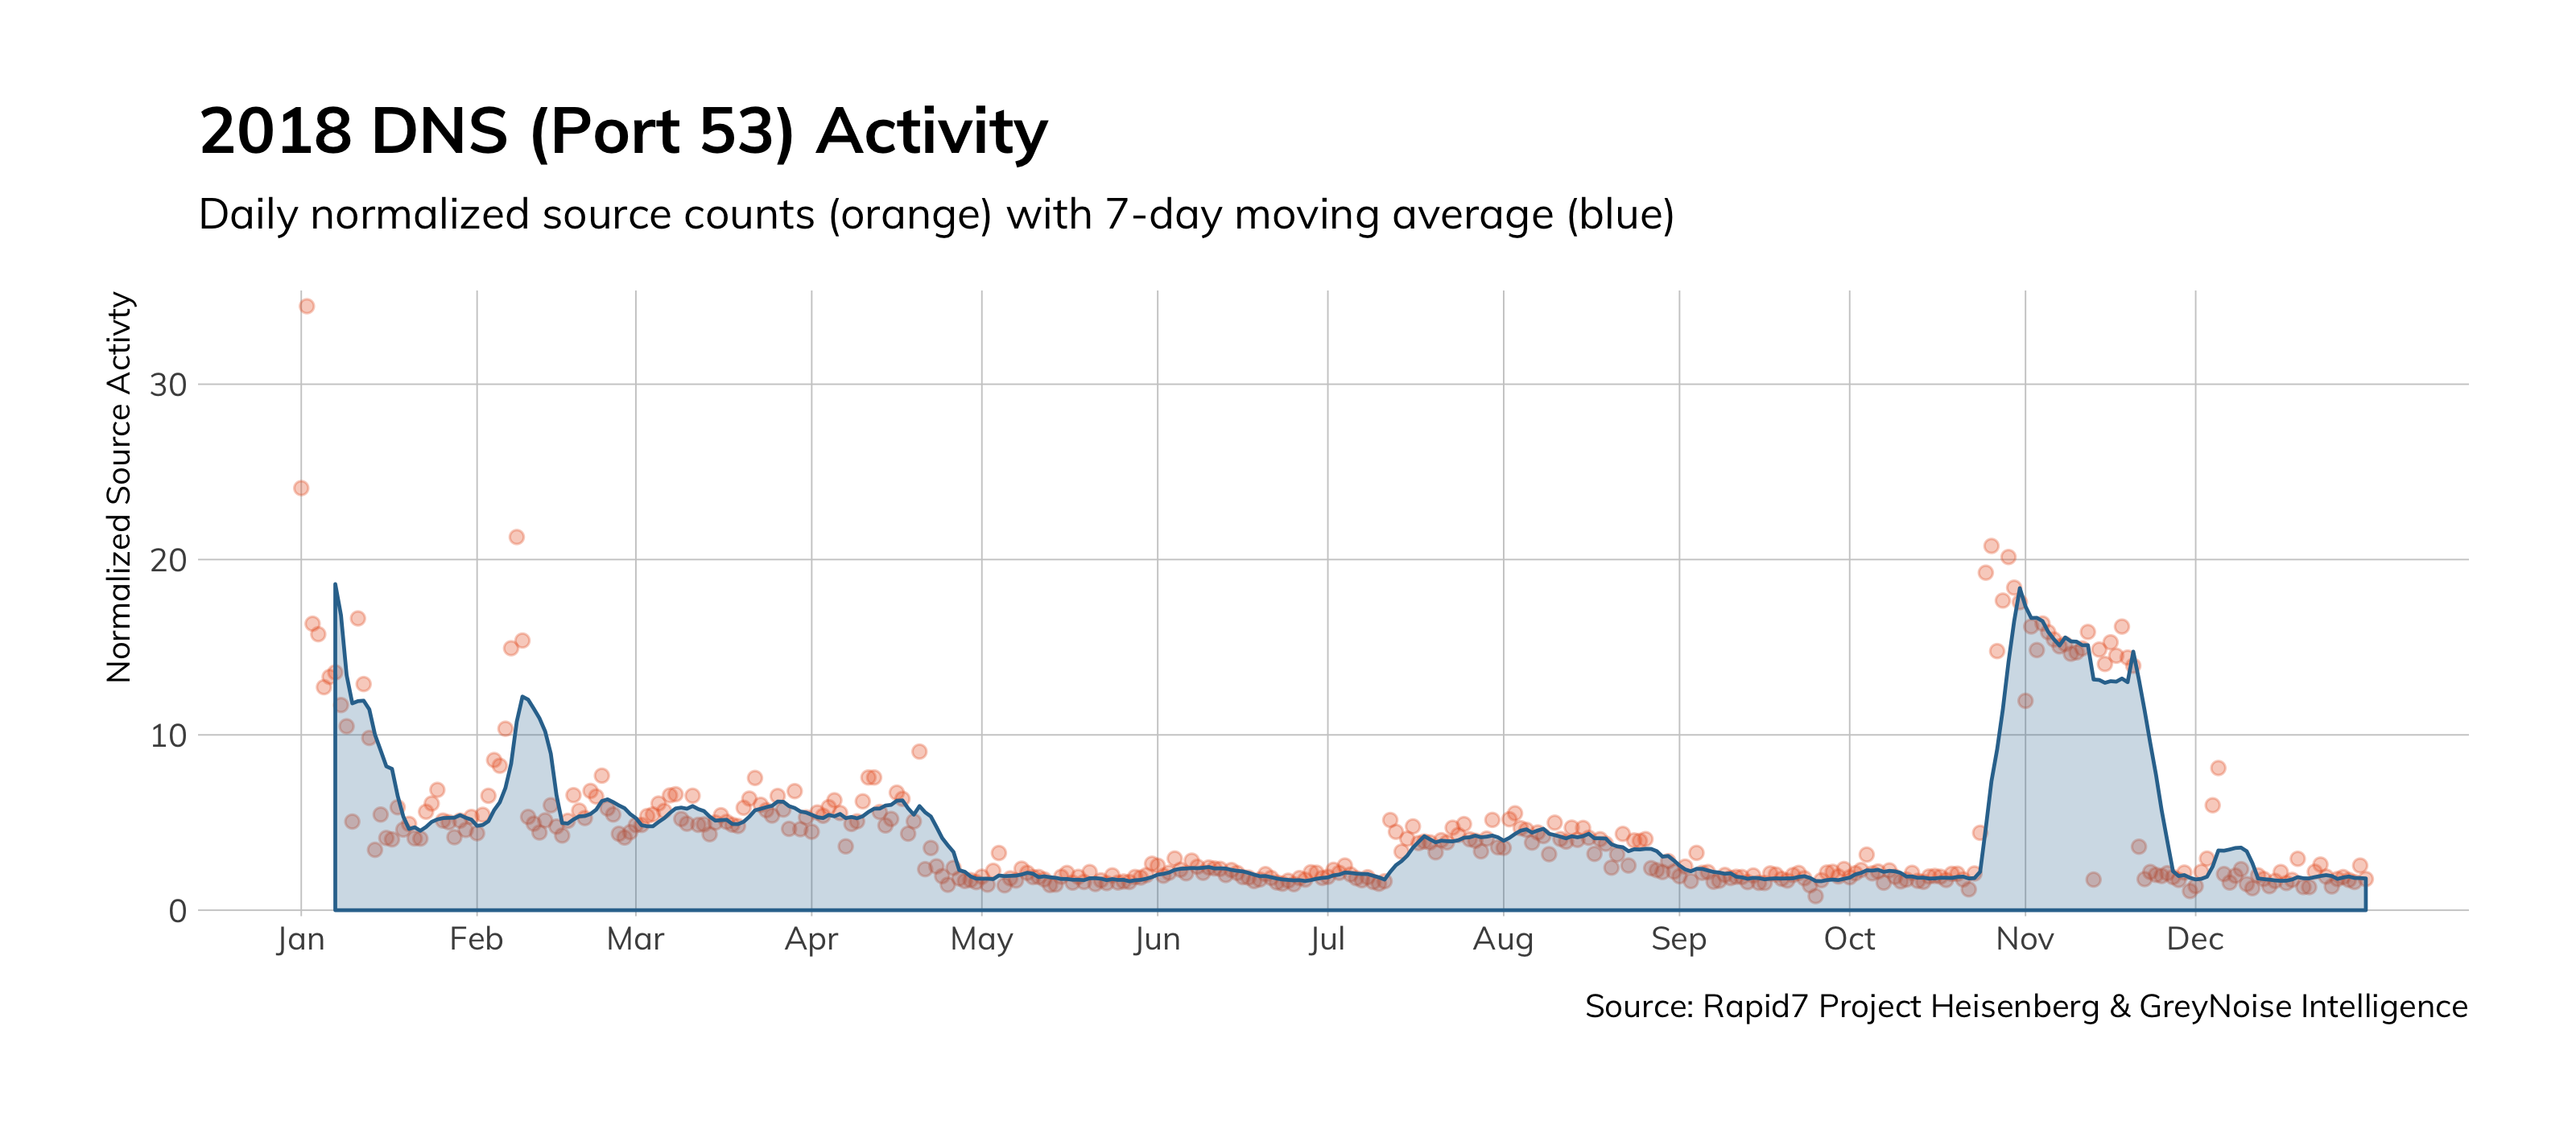 2018 DNS (Port 53) Activity
Daily normalized source counts (orange) with 7-day moving average (blue)
Normalized Source Activty
30
20
10
0
Jan Feb Mar Apr May Jun Jul Aug Sep Oct Nov Dec
Source: Rapid7 Project Heisenberg & GreyNoise Intelligence